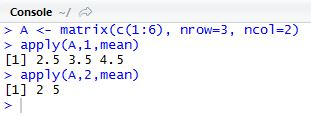 Console ~/
> A <- matrix(c(1:6), nrow=3, ncol=2)
> apply(A,1,mean)
[1] 2.5 3.5 4.5
> apply(A,2,mean)
[1] 2 5
>